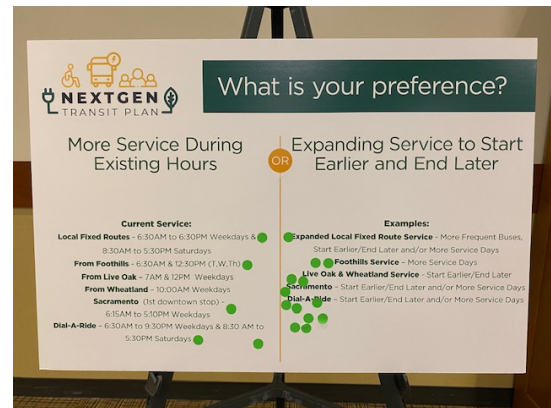 NEXTGEN
TRANSIT PLAN
What is your preference?
More Service During
Existing Hours
OR
Expanding Service to Start
Earlier and End Later
Current Service:
Local Fixed Routes - 6:30AM to 6:30PM Weekdays &
8:30AM to 5:30PM Saturdays
From Foothills - 6:30AM & 12:30PM (T,W,Th)
From Live Oak - 7AM & 12PM Weekdays
From Wheatland - 10:00AM Weekdays
Sacramento (1st downtown stop) -
6:15AM to 5:10PM Weekdays
Dial-A-Ride - 6:30AM to 9:30PM Weekdays & 8:30 AM to
5:30PM Saturdays
Examples:
Expanded Local Fixed Route Service - More Frequent Buses,
Start Earlier/End Later and/or More Service Days
Foothills Service - More Service Days
Live Oak & Wheatland Service - Start Earlier/End Later
Sacramento - Start Earlier/End Later and/or More Service Days
Dial-A-Ride - Start Earlier/End Later and/or More Service Days